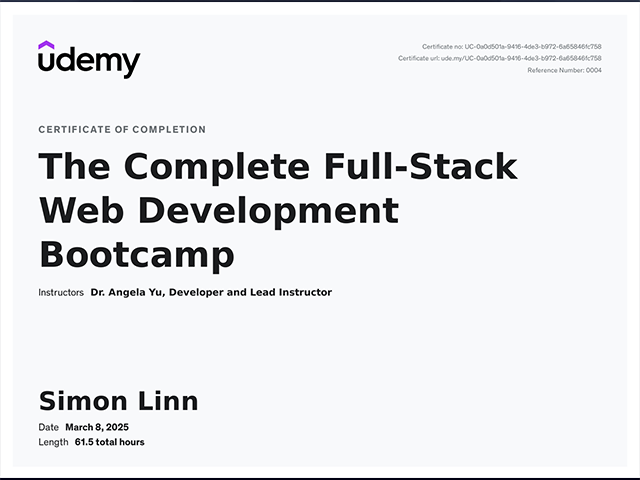 udemy
Certificate no: UC-0a0d501a-9416-4de3-b972-6a65846fc758
Certificate url: ude.my/UC-0a0d501a-9416-4de3-b972-6a65846fc758
Reference Number: 0004
CERTIFICATE OF COMPLETION
The Complete Full-Stack
Web Development
Bootcamp
Instructors Dr. Angela Yu, Developer and Lead Instructor
Simon Linn
Date March 8, 2025
Length 61.5 total hours